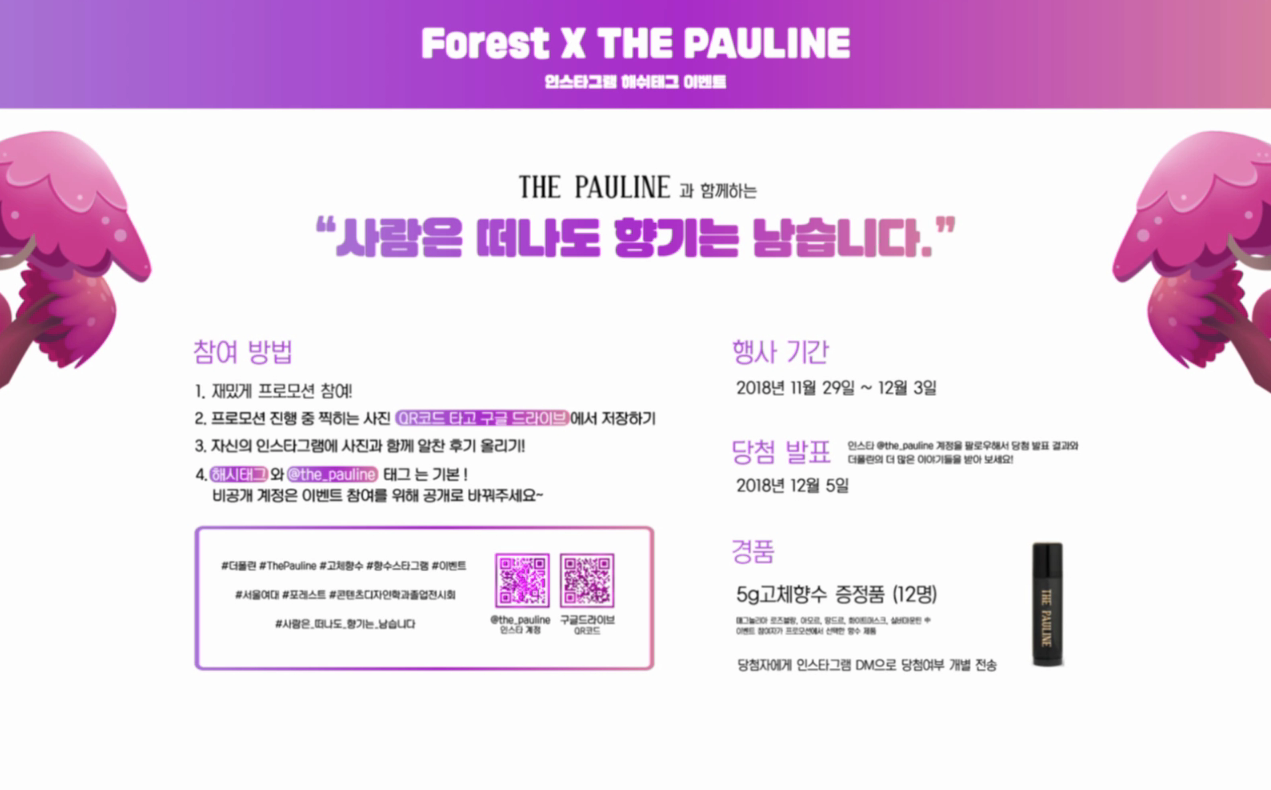 Forest X THE PAULINE
인스타그램 해쉬태그 이벤트
THE PAULINE 과 함께하는
“사람은 떠나도 향기는 남습니다.”
참여 방법
1. 재밌게 프로모션 참여!
2. 프로모션 진행 중 찍히는 사진 QR코드 타고 구글 드라이브에서 저장하기
3. 자신의 인스타그램에 사진과 함께 알찬 후기 올리기!
4. 해시태그 와 @the_pauline 태그 는 기본 !
비공개 계정은 이벤트 참여를 위해 공개로 바꿔주세요~
#더폴린 #ThePauline #고체향수 #향수스타그램 #이벤트
#서울여대 #포레스트 #콘텐츠디자인학과졸업전시회
#사람은_떠나도_향기는_남습니다
@the_pauline
인스타 계정
구글드라이브
QR코드
행사 기간
2018년 11월 29일 ~ 12월 3일
당첨 발표
인스타 @the_pauline 계정을 팔로우해서 당첨 발표 결과와
더폴린의 더 많은 이야기들을 받아 보세요!
2018년 12월 5일
경품
5g고체향수 증정품 (12명)
로즈블랑, 아모르, 화이트머스크, 실버마운틴 中
이벤트 참여자가 프로모션에서 선택한 향수 제품
당첨자에게 인스타그램 DM으로 당첨여부 개별 전송
THE PAULINE